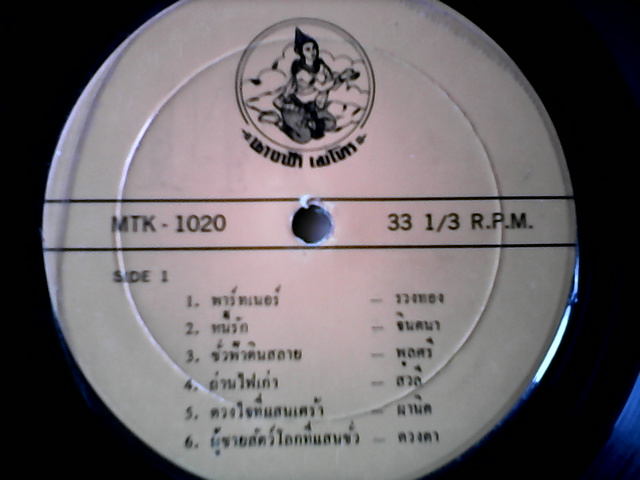 MTK - 1020
33 1/3 R.P.M.
SIDE 1
1. พาร์ทเนอร์ — รวงทอง
2. หนี้รัก — จินตนา
3. ชั่วฟ้าดินสลาย — พูลศรี
4. ถ่านไฟเก่า — สวลี
5. ดวงใจที่แสนเศร้า — ผานิต
6. ผู้ชายสัตว์โลกที่แสนชั่ว — ดวงตา